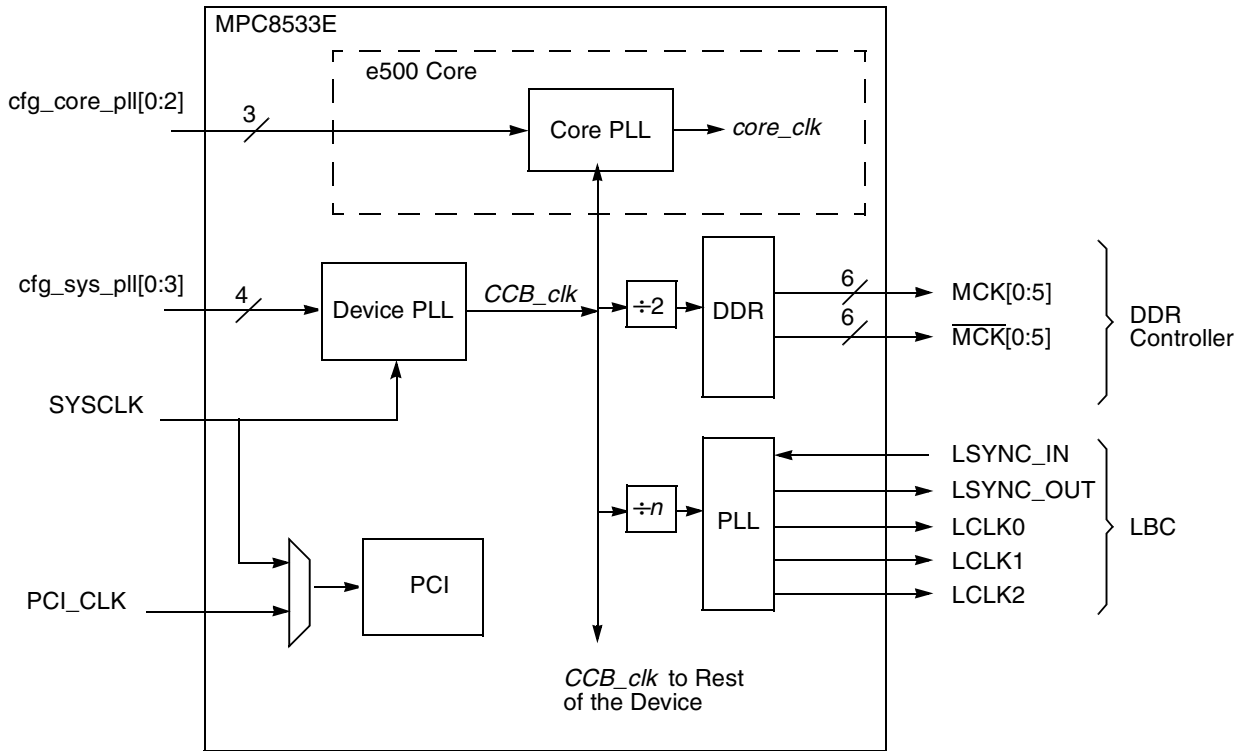 MPC8533E
e500 Core
cfg_core_pll[0:2]
3
Core PLL
core_clk
cfg_sys_pll[0:3]
4
Device PLL
CCB_clk
÷2
DDR
6
MCK[0:5]
6
M̅C̅K̅[0:5]
DDR
Controller
SYSCLK
LSYNC_IN
LSYNC_OUT
÷n
PLL
LCLK0
LBC
LCLK1
LCLK2
PCI_CLK
PCI
CCB_clk to Rest
of the Device